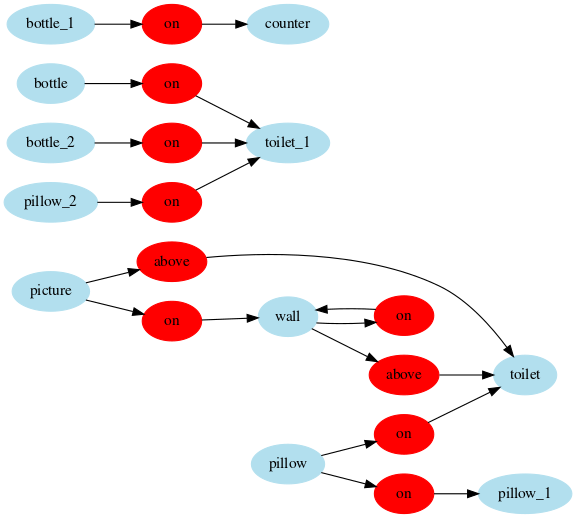 bottle_1 on counter
bottle on
bottle_2 on toilet_1
pillow_2 on
above
picture
on wall on
above toilet
on
pillow
on pillow_1